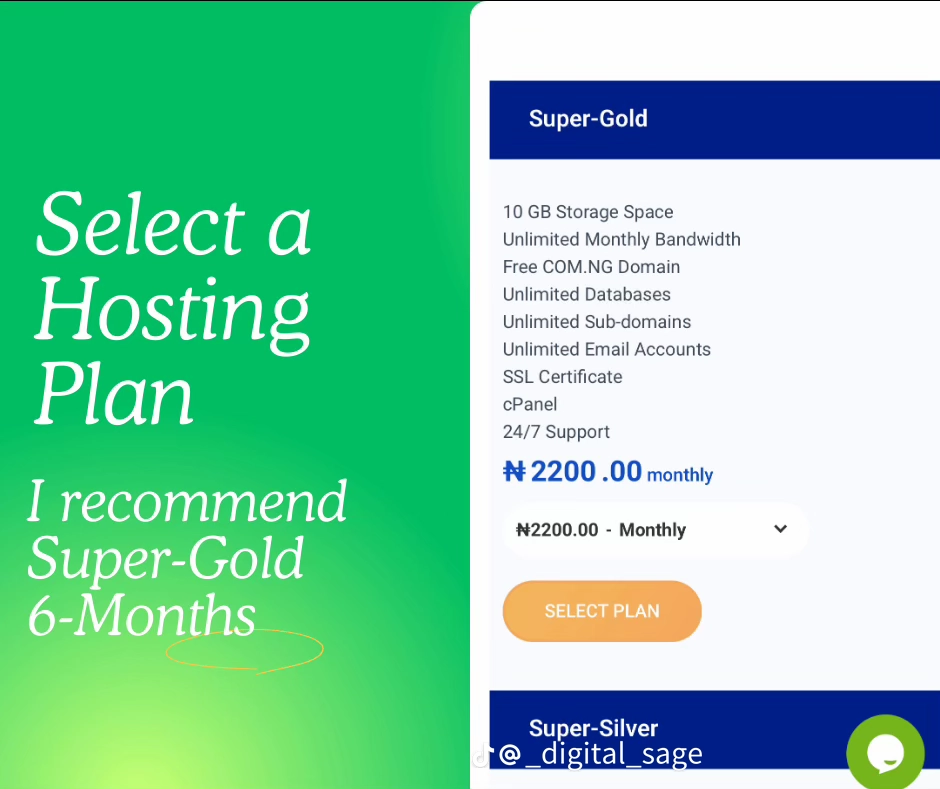 Select a
Hosting
Plan
I recommend
Super-Gold
6-Months
Super-Gold
10 GB Storage Space
Unlimited Monthly Bandwidth
Free COM.NG Domain
Unlimited Databases
Unlimited Sub-domains
Unlimited Email Accounts
SSL Certificate
cPanel
24/7 Support
₦ 2200 .00 monthly
₦2200.00 - Monthly
SELECT PLAN
Super-Silver
@_digital_sage